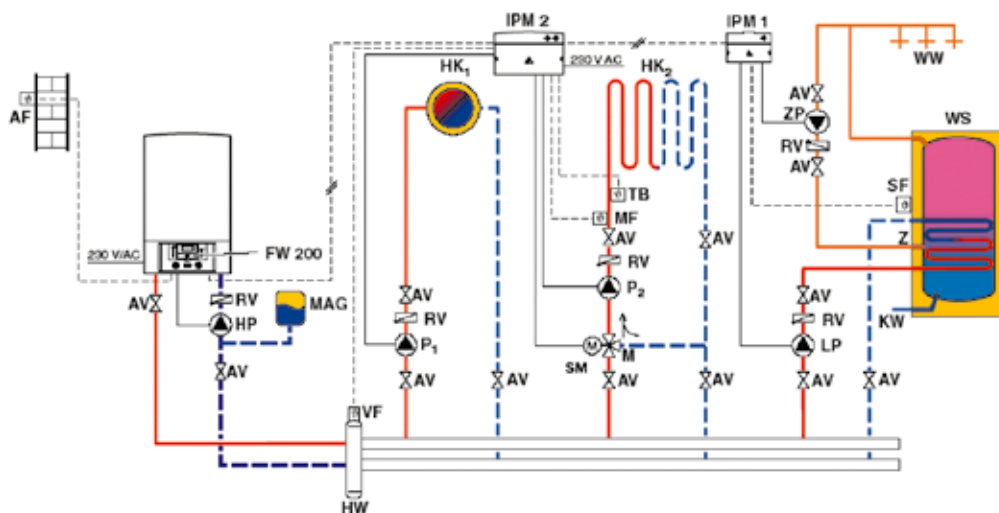 IPM 2
IPM 1
HK1
230 V AC
HK2
WW
AV
ZP
RV
AV
WS
AF
SF
TB
MF
Z
230 V/AC
FW 200
AV
AV
RV
AV
RV
MAG
HP
P2
AV
RV
AV
RV
KW
P1
M
SM
M
LP
AV
AV
AV
AV
AV
AV
AV
VF
HW